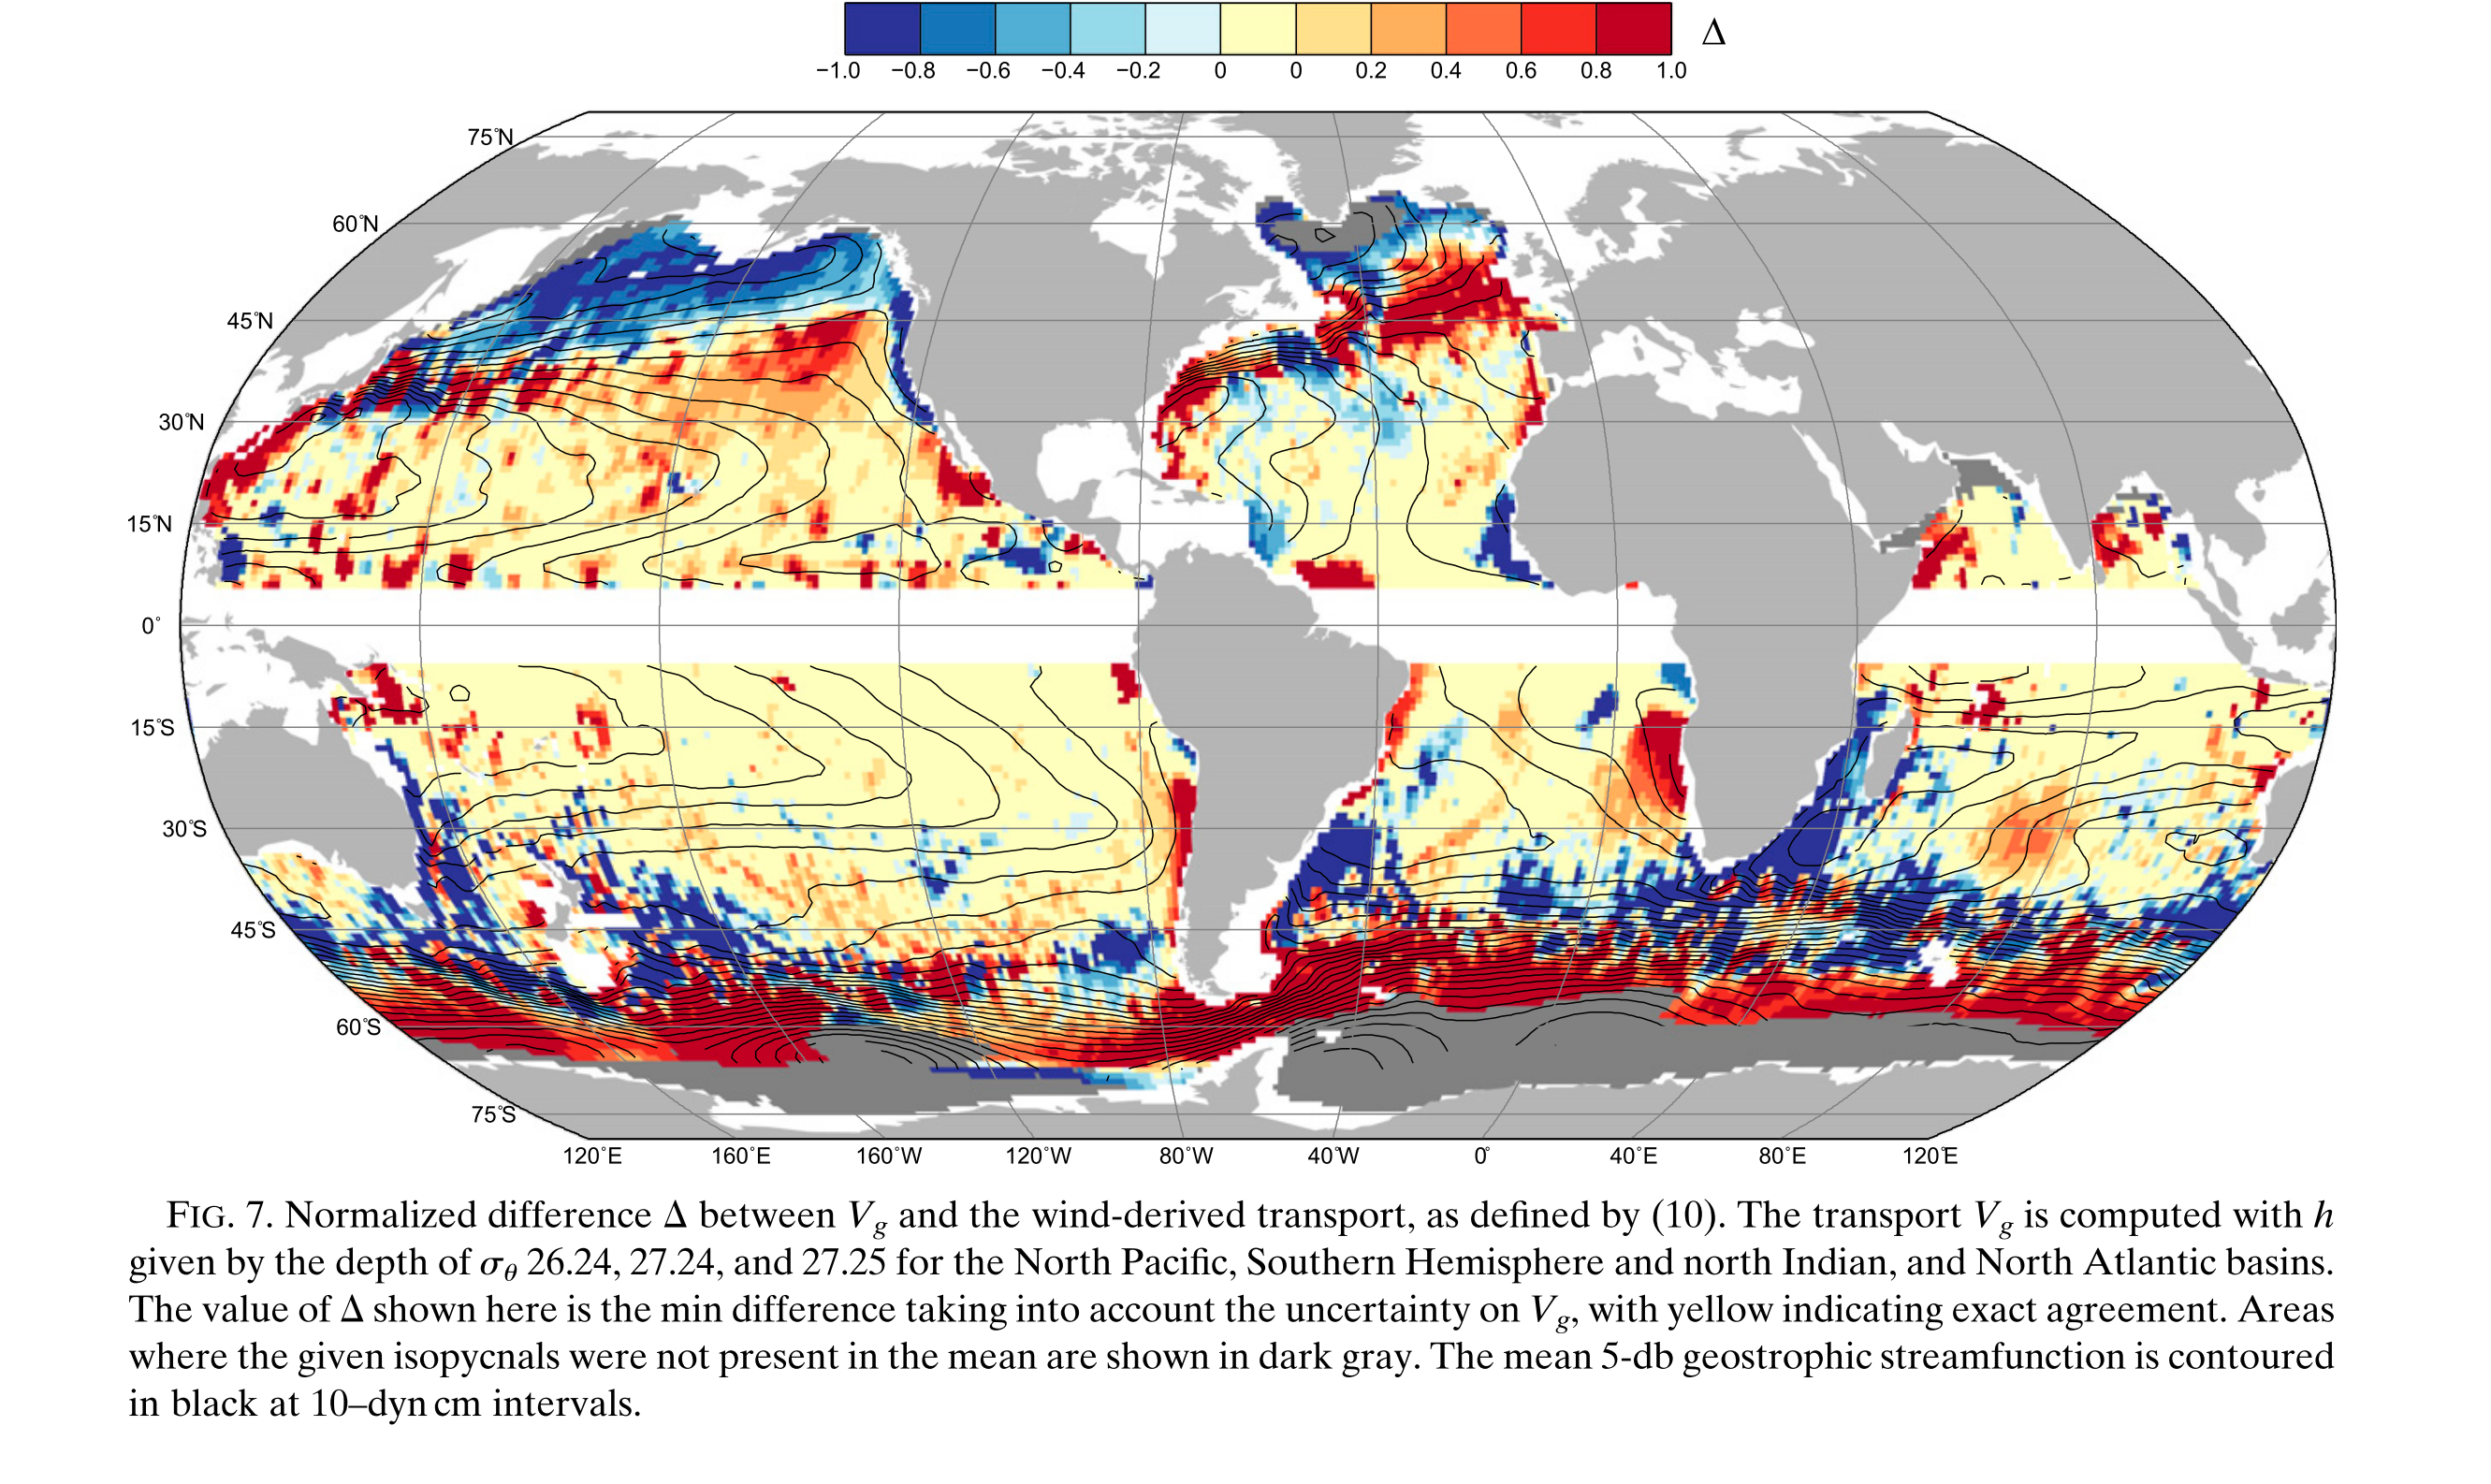 −1.0 −0.8 −0.6 −0.4 −0.2 0 0 0.2 0.4 0.6 0.8 1.0 Δ
75°N
60°N
45°N
30°N
15°N
0°
15°S
30°S
45°S
60°S
75°S
120°E 160°E 160°W 120°W 80°W 40°W 0° 40°E 80°E 120°E
FIG. 7. Normalized difference Δ between Vg and the wind-derived transport, as defined by (10). The transport Vg is computed with h
given by the depth of σθ 26.24, 27.24, and 27.25 for the North Pacific, Southern Hemisphere and north Indian, and North Atlantic basins.
The value of Δ shown here is the min difference taking into account the uncertainty on Vg, with yellow indicating exact agreement. Areas
where the given isopycnals were not present in the mean are shown in dark gray. The mean 5-db geostrophic streamfunction is contoured
in black at 10–dyn cm intervals.